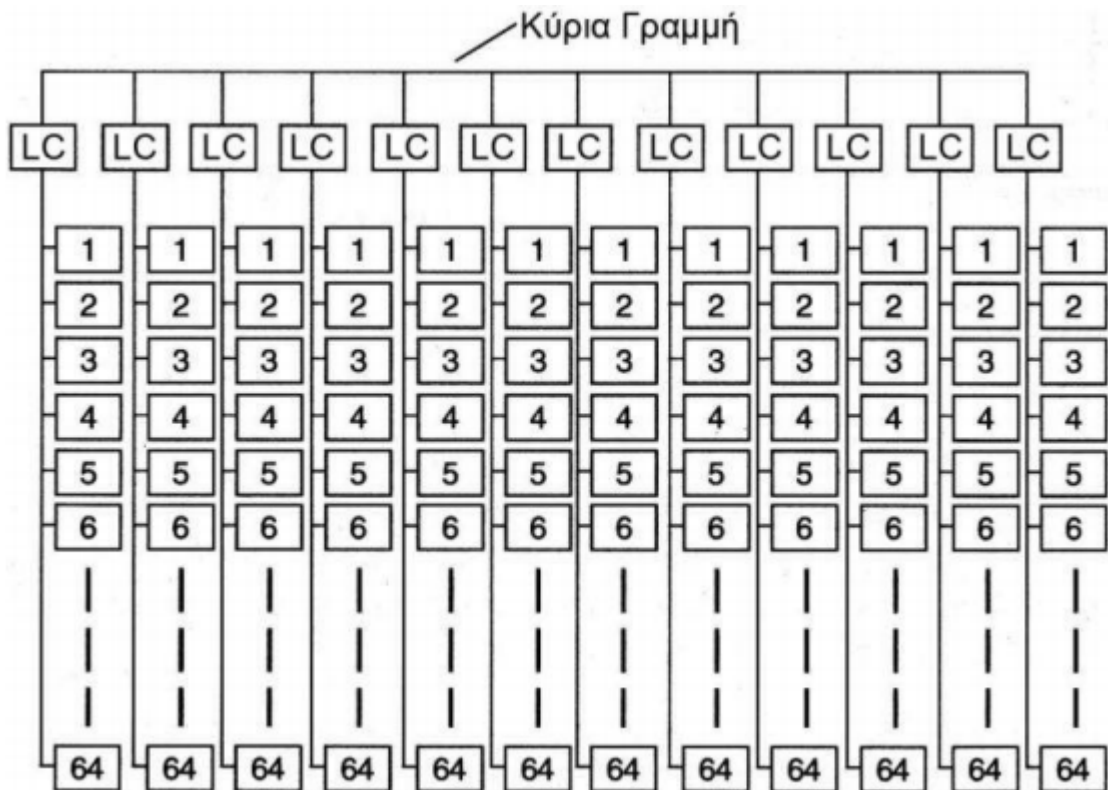 Κύρια Γραμμή
LC LC LC LC LC LC LC LC LC LC LC LC
1 1 1 1 1 1 1 1 1 1 1 1
2 2 2 2 2 2 2 2 2 2 2 2
3 3 3 3 3 3 3 3 3 3 3 3
4 4 4 4 4 4 4 4 4 4 4 4
5 5 5 5 5 5 5 5 5 5 5 5
6 6 6 6 6 6 6 6 6 6 6 6
64 64 64 64 64 64 64 64 64 64 64 64